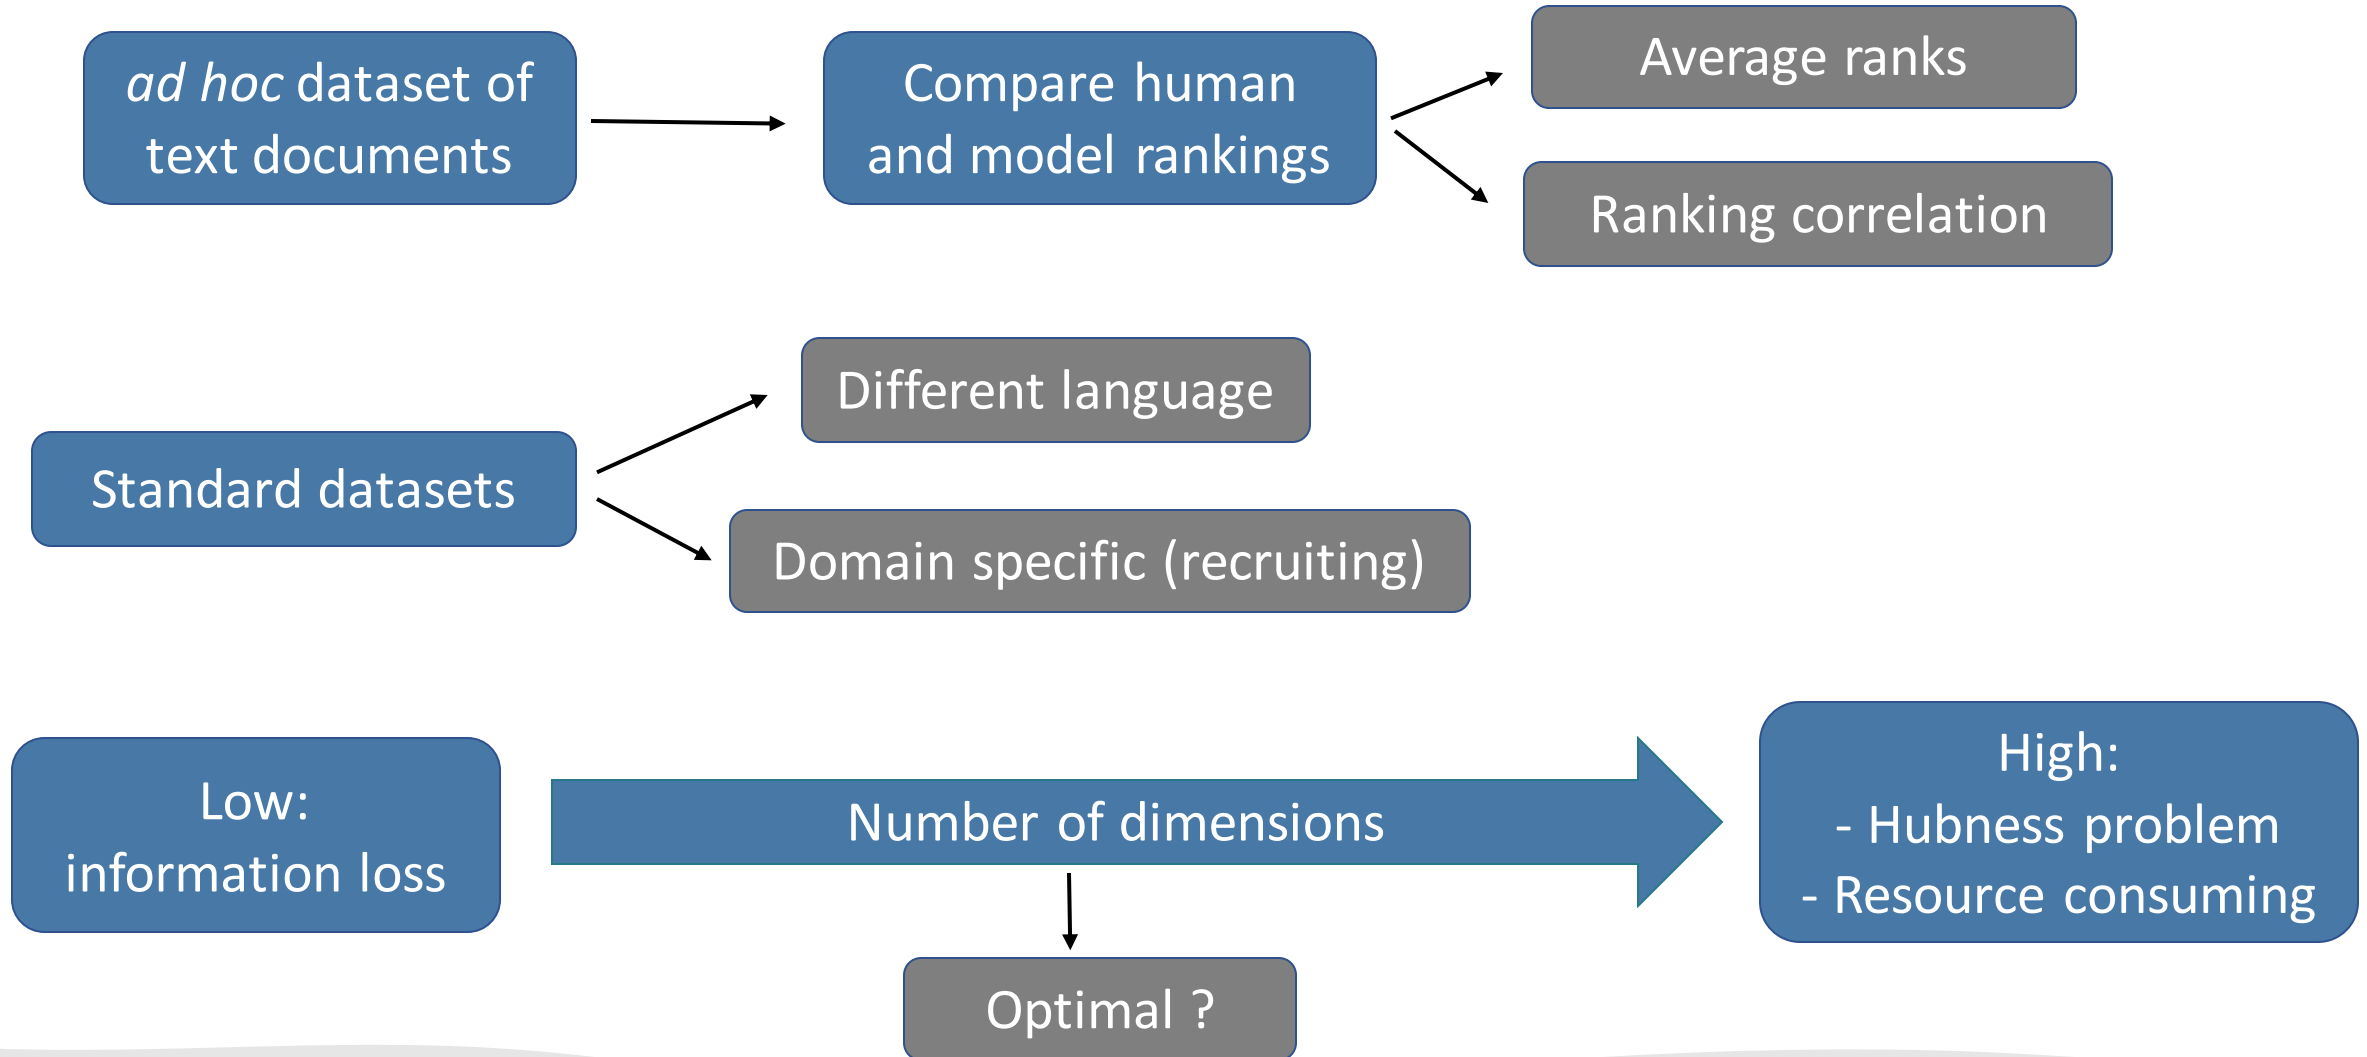 ad hoc dataset of
text documents
Compare human
and model rankings
Average ranks
Ranking correlation
Standard datasets
Different language
Domain specific (recruiting)
Low:
information loss
Number of dimensions
High:
- Hubness problem
- Resource consuming
Optimal ?